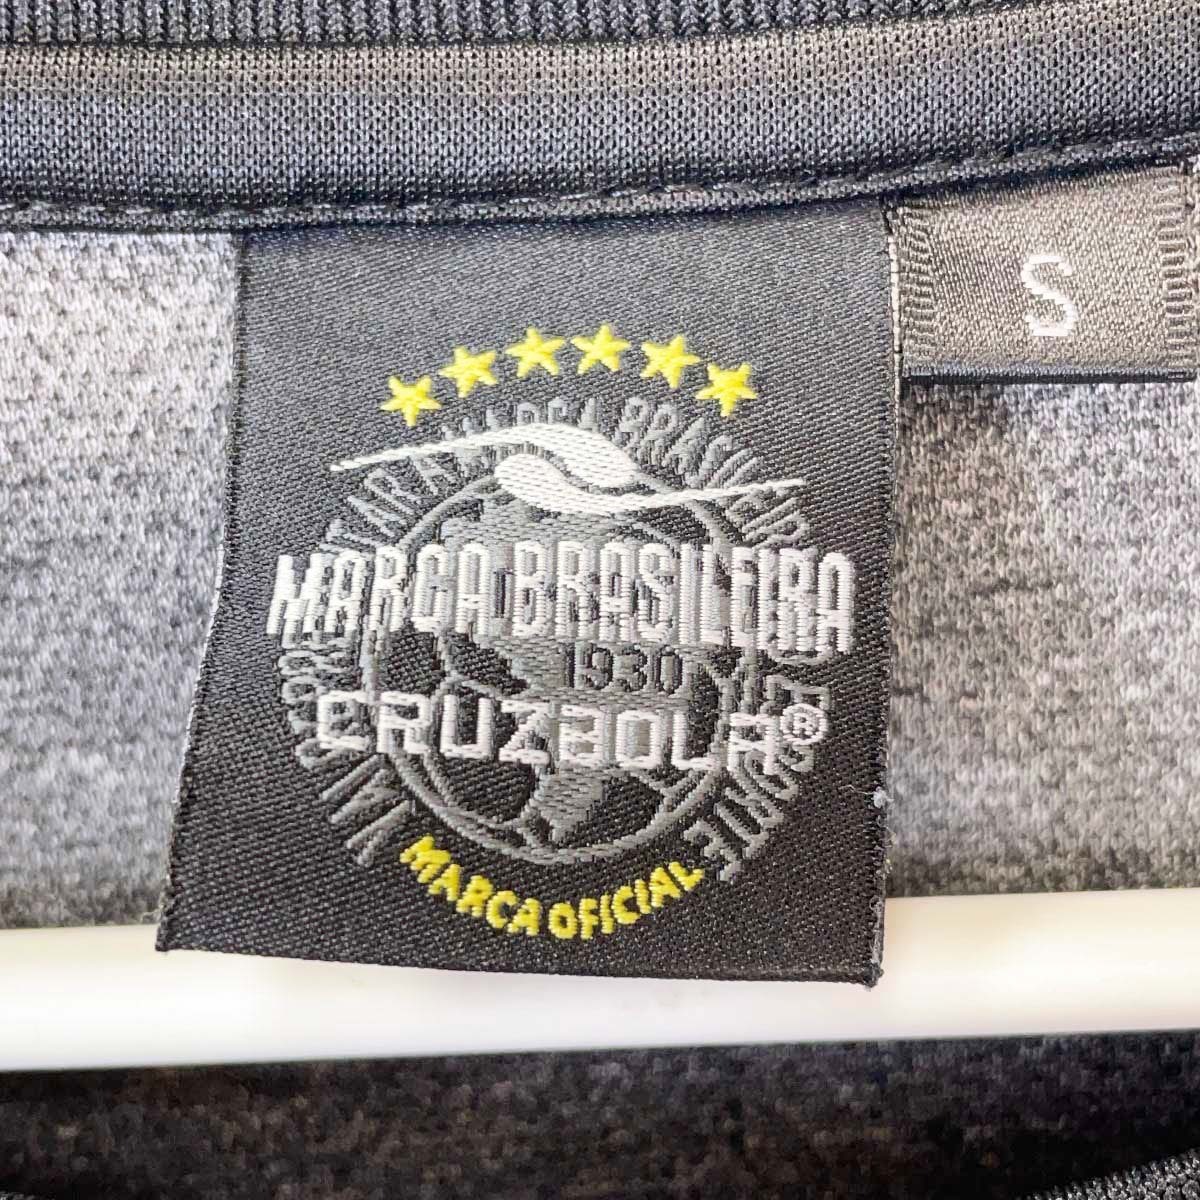 S
MARCA BRASILEIRA
1930
CRUZBOLA®
MARCA OFICIAL